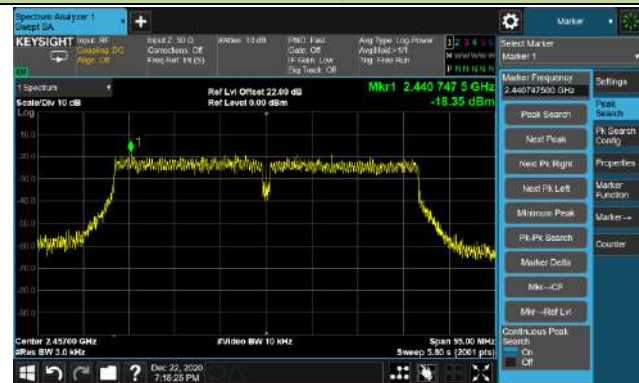 Spectrum Analyzer 1
Swept SA
Marker
KEYSIGHT
Input: RF
Coupling: DC
Align: Off
Input Z: 50 Ω
Corrections: Off
Freq Ref: Int (S)
#Atten: 10 dB
PNO: Fast
Gate: Off
IF Gain: Low
Sig Track: Off
Avg Type: Log-Power
Avg|Hold:>1/1
Trig: Free Run
1 2 3 4 5 6
M W W W W W
P N N N N N
Select Marker
Marker 1
1 Spectrum
Scale/Div 10 dB
Log
Ref Lvl Offset 22.00 dB
Ref Level 0.00 dBm
Mkr1 2.440 747 5 GHz
-18.35 dBm
1
-10.0
-20.0
-30.0
-40.0
-50.0
-60.0
-70.0
-80.0
-90.0
Center 2.45700 GHz
#Res BW 3.0 kHz
#Video BW 10 kHz
Span 55.00 MHz
Sweep 5.80 s (2001 pts)
Marker Frequency
2.440747500 GHz
Peak Search
Next Peak
Next Pk Right
Next Pk Left
Minimum Peak
Pk-Pk Search
Marker Delta
Mkr→CF
Mkr→Ref Lvl
Continuous Peak
Search
On
Off
Settings
Peak
Search
Pk Search
Config
Properties
Marker
Function
Marker→
Counter
?
Dec 22, 2020
7:18:25 PM